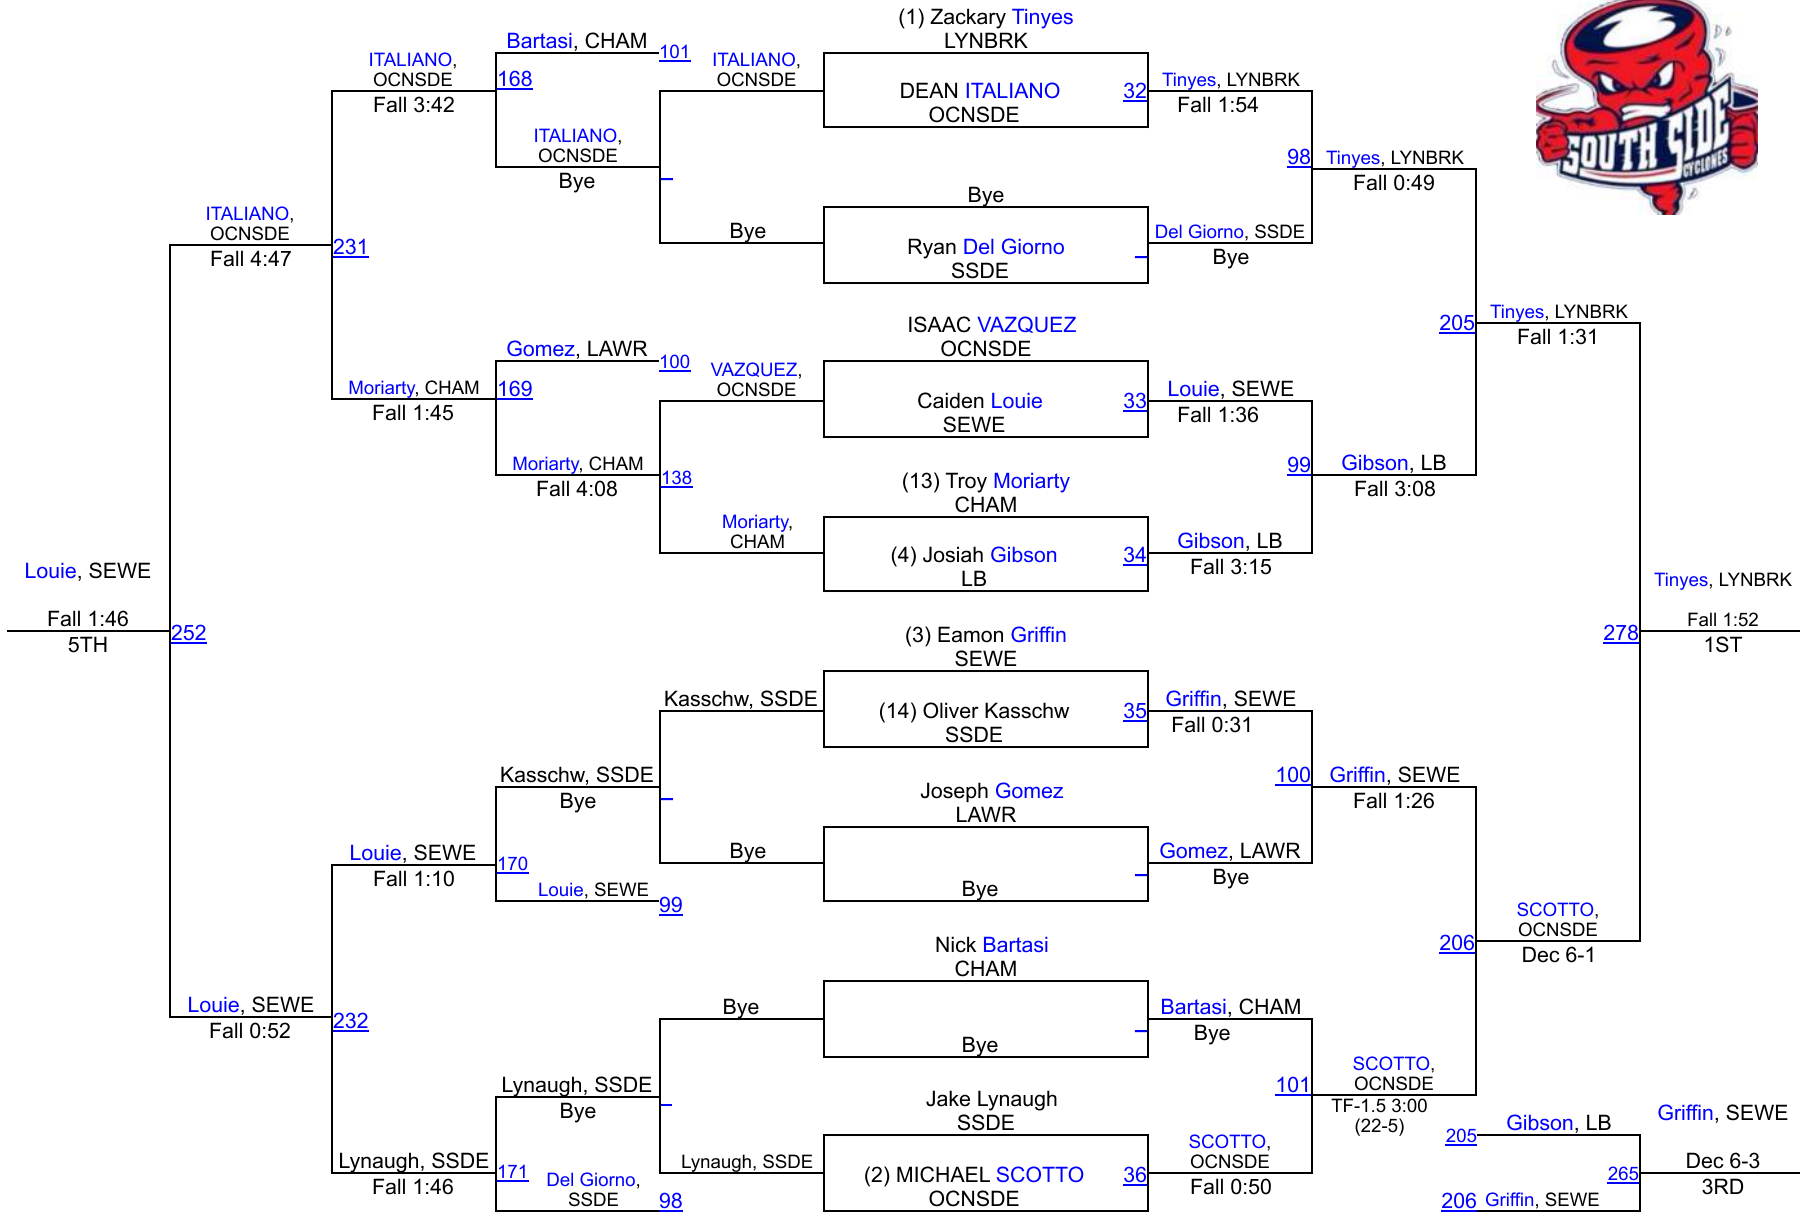 (1) Zackary Tinyes
LYNBRK
DEAN ITALIANO
OCNSDE
32
Bye
Ryan Del Giorno
SSDE
ISAAC VAZQUEZ
OCNSDE
Caiden Louie
SEWE
33
(13) Troy Moriarty
CHAM
(4) Josiah Gibson
LB
34
(3) Eamon Griffin
SEWE
(14) Oliver Kasschw
SSDE
35
Joseph Gomez
LAWR
Bye
Nick Bartasi
CHAM
Bye
Jake Lynaugh
SSDE
(2) MICHAEL SCOTTO
OCNSDE
36
Tinyes, LYNBRK
Fall 1:54
Del Giorno, SSDE
Bye
Louie, SEWE
Fall 1:36
Gibson, LB
Fall 3:15
Griffin, SEWE
Fall 0:31
Gomez, LAWR
Bye
Bartasi, CHAM
Bye
SCOTTO,
OCNSDE
Fall 0:50
98
Tinyes, LYNBRK
Fall 0:49
99
Gibson, LB
Fall 3:08
100
Griffin, SEWE
Fall 1:26
101
SCOTTO,
OCNSDE
TF-1.5 3:00
(22-5)
205
Tinyes, LYNBRK
Fall 1:31
206
SCOTTO,
OCNSDE
Dec 6-1
278
Tinyes, LYNBRK
Fall 1:52
1ST
205
Gibson, LB
206
Griffin, SEWE
265
Griffin, SEWE
Dec 6-3
3RD
ITALIANO,
OCNSDE
Bye
VAZQUEZ,
OCNSDE
Moriarty,
CHAM
Kasschw, SSDE
Bye
Bye
Lynaugh, SSDE
Bartasi, CHAM
101
ITALIANO,
OCNSDE
Bye
Gomez, LAWR
100
Moriarty, CHAM
Fall 4:08
138
Kasschw, SSDE
Bye
Louie, SEWE
99
Lynaugh, SSDE
Bye
Del Giorno,
SSDE
98
ITALIANO,
OCNSDE
Fall 3:42
168
Moriarty, CHAM
Fall 1:45
169
Louie, SEWE
Fall 1:10
170
Lynaugh, SSDE
Fall 1:46
171
ITALIANO,
OCNSDE
Fall 4:47
231
Louie, SEWE
Fall 0:52
232
Louie, SEWE
Fall 1:46
5TH
252
SOUTH SIDE
CYCLONES